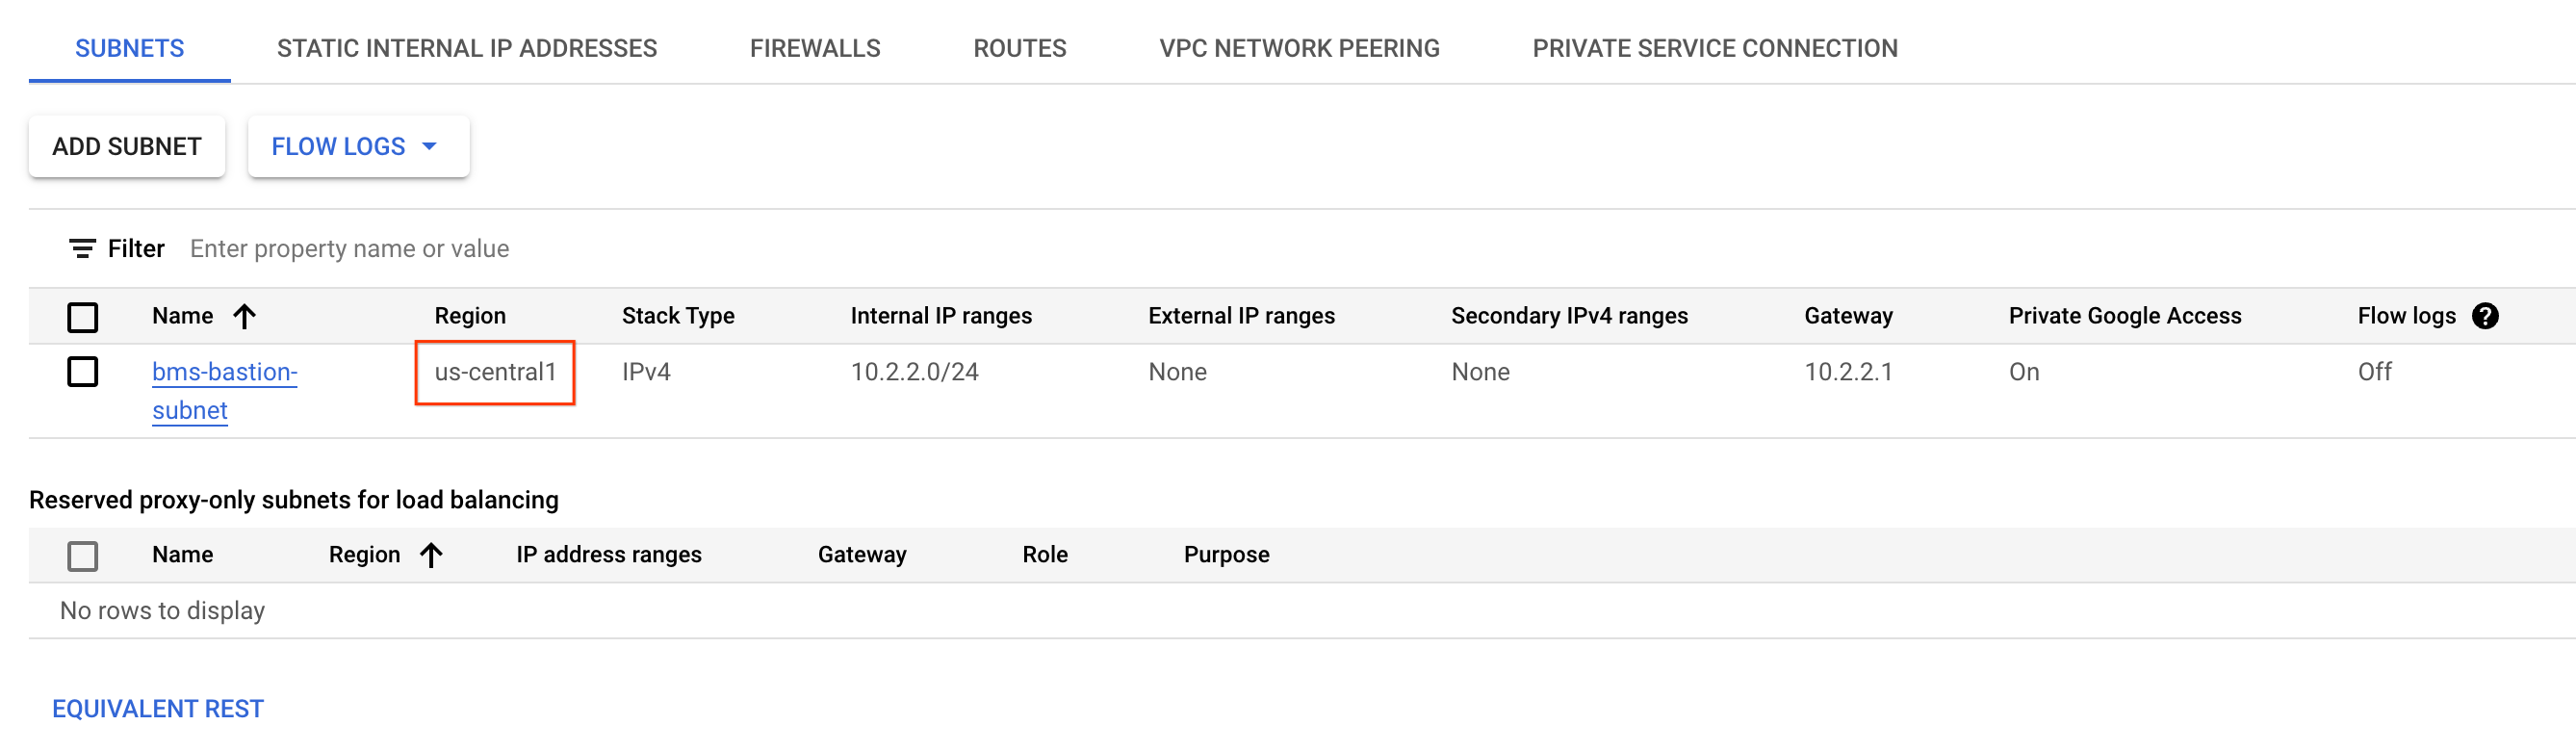 SUBNETS STATIC INTERNAL IP ADDRESSES FIREWALLS ROUTES VPC NETWORK PEERING PRIVATE SERVICE CONNECTION
ADD SUBNET FLOW LOGS
Filter Enter property name or value
Name Region Stack Type Internal IP ranges External IP ranges Secondary IPv4 ranges Gateway Private Google Access Flow logs ?
bms-bastion- us-central1 IPv4 10.2.2.0/24 None None 10.2.2.1 On Off
subnet
Reserved proxy-only subnets for load balancing
Name Region IP address ranges Gateway Role Purpose
No rows to display
EQUIVALENT REST